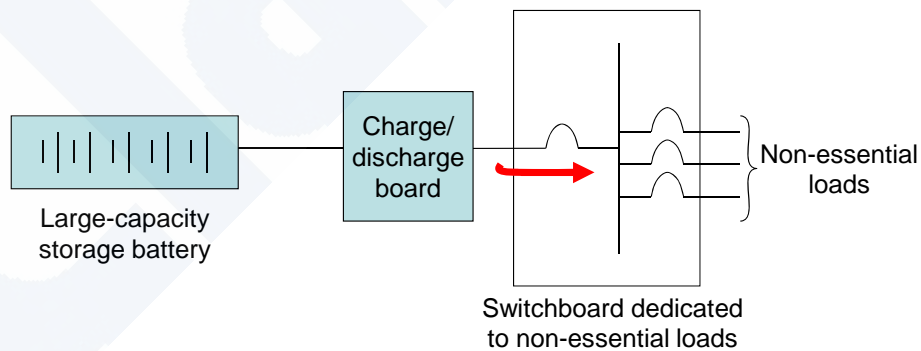 Large-capacity
storage battery
Charge/
discharge
board
Non-essential
loads
Switchboard dedicated
to non-essential loads